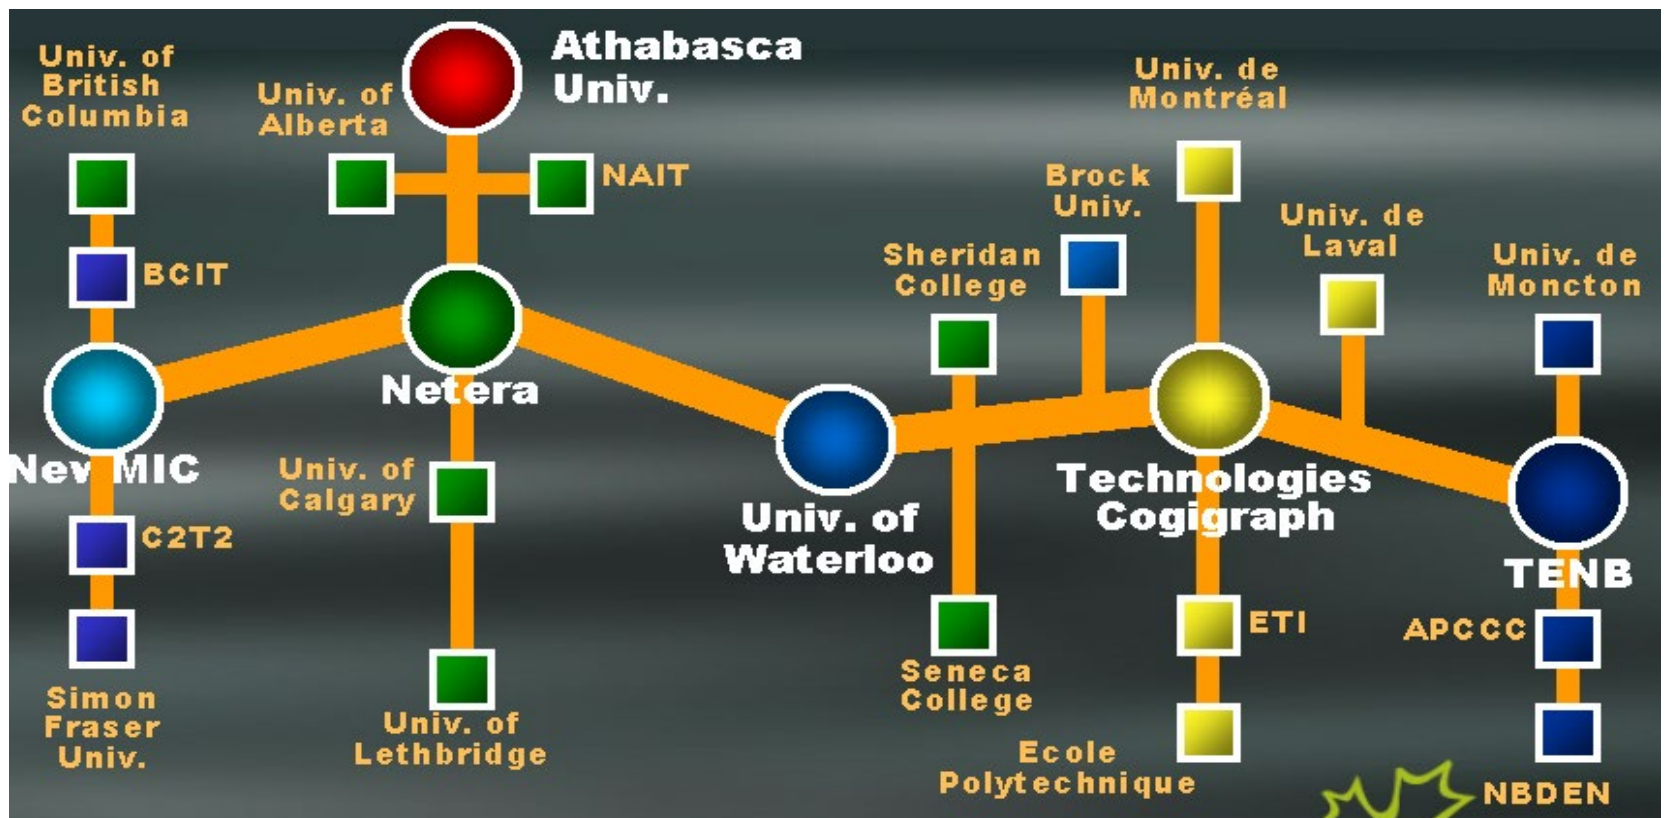 Univ. of
British
Columbia
BCIT
New MIC
C2T2
Simon
Fraser
Univ.
Athabasca
Univ.
Univ. of
Alberta
NAIT
Netera
Univ. of
Calgary
Univ. of
Lethbridge
Univ. of
Waterloo
Sheridan
College
Seneca
College
Brock
Univ.
Univ. de
Montréal
Technologies
Cogigraph
ETI
Ecole
Polytechnique
Univ. de
Laval
Univ. de
Moncton
TENB
APCCC
NBDEN